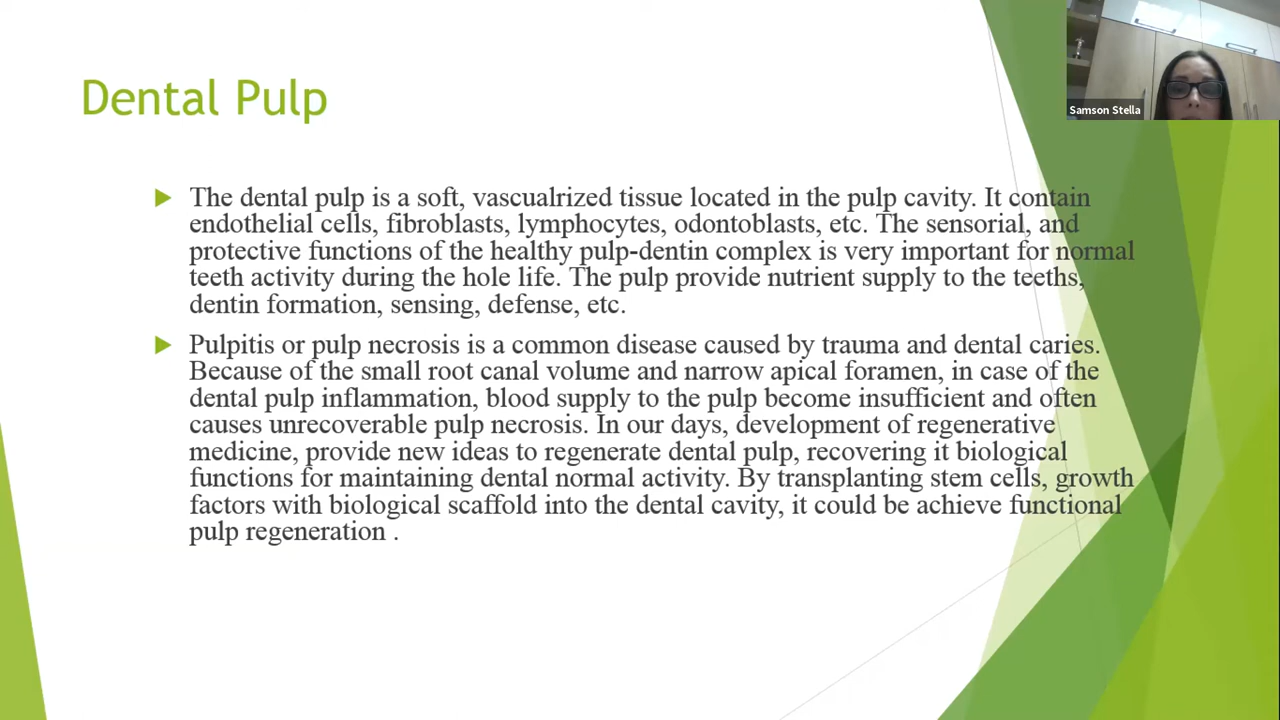 Dental Pulp
Samson Stella
The dental pulp is a soft, vascualrized tissue located in the pulp cavity. It contain
endothelial cells, fibroblasts, lymphocytes, odontoblasts, etc. The sensorial, and
protective functions of the healthy pulp-dentin complex is very important for normal
teeth activity during the hole life. The pulp provide nutrient supply to the teeths,
dentin formation, sensing, defense, etc.
Pulpitis or pulp necrosis is a common disease caused by trauma and dental caries.
Because of the small root canal volume and narrow apical foramen, in case of the
dental pulp inflammation, blood supply to the pulp become insufficient and often
causes unrecoverable pulp necrosis. In our days, development of regenerative
medicine, provide new ideas to regenerate dental pulp, recovering it biological
functions for maintaining dental normal activity. By transplanting stem cells, growth
factors with biological scaffold into the dental cavity, it could be achieve functional
pulp regeneration .